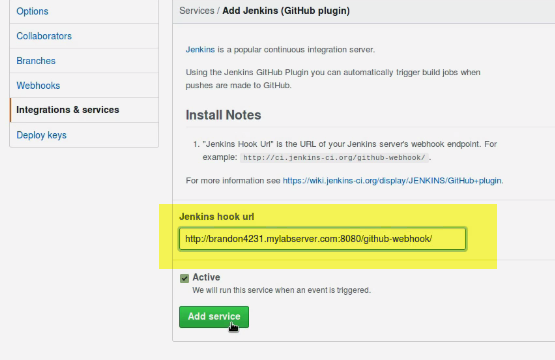 Options
Collaborators
Branches
Webhooks
Integrations & services
Deploy keys
Services / Add Jenkins (GitHub plugin)
Jenkins is a popular continuous integration server.
Using the Jenkins GitHub Plugin you can automatically trigger build jobs when
pushes are made to GitHub.
Install Notes
1. "Jenkins Hook Url" is the URL of your Jenkins server's webhook endpoint. For
example: http://ci.jenkins-ci.org/github-webhook/ .
For more information see https://wiki.jenkins-ci.org/display/JENKINS/GitHub+plugin.
Jenkins hook url
http://brandon4231.mylabserver.com:8080/github-webhook/
Active
We will run this service when an event is triggered.
Add service